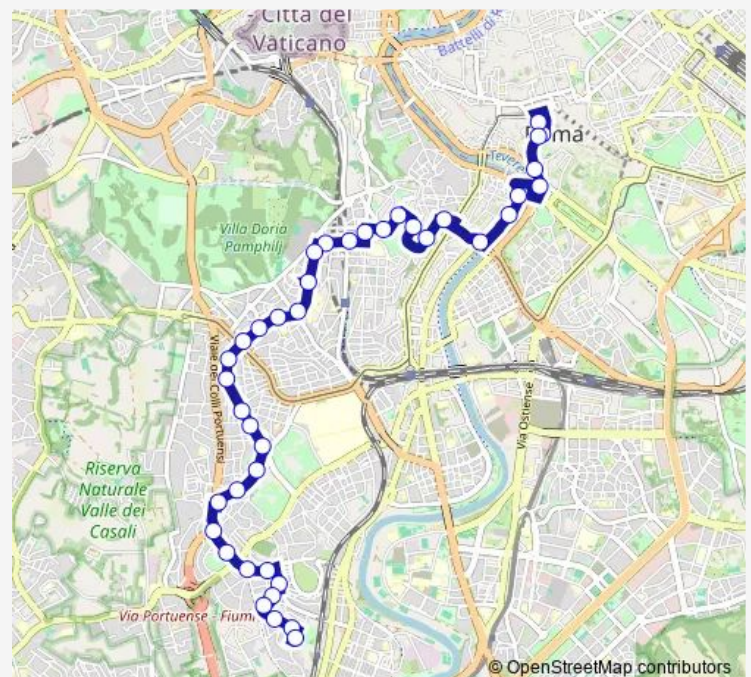 - Città del
Vaticano
Battelli di R
Roma
Tevere
Villa Doria
Pamphilj
Viale dei Colli Portuensi
Via Ostiense
Riserva
Naturale
Valle dei
Casali
Via Portuense - Fiumi
© OpenStreetMap contributors